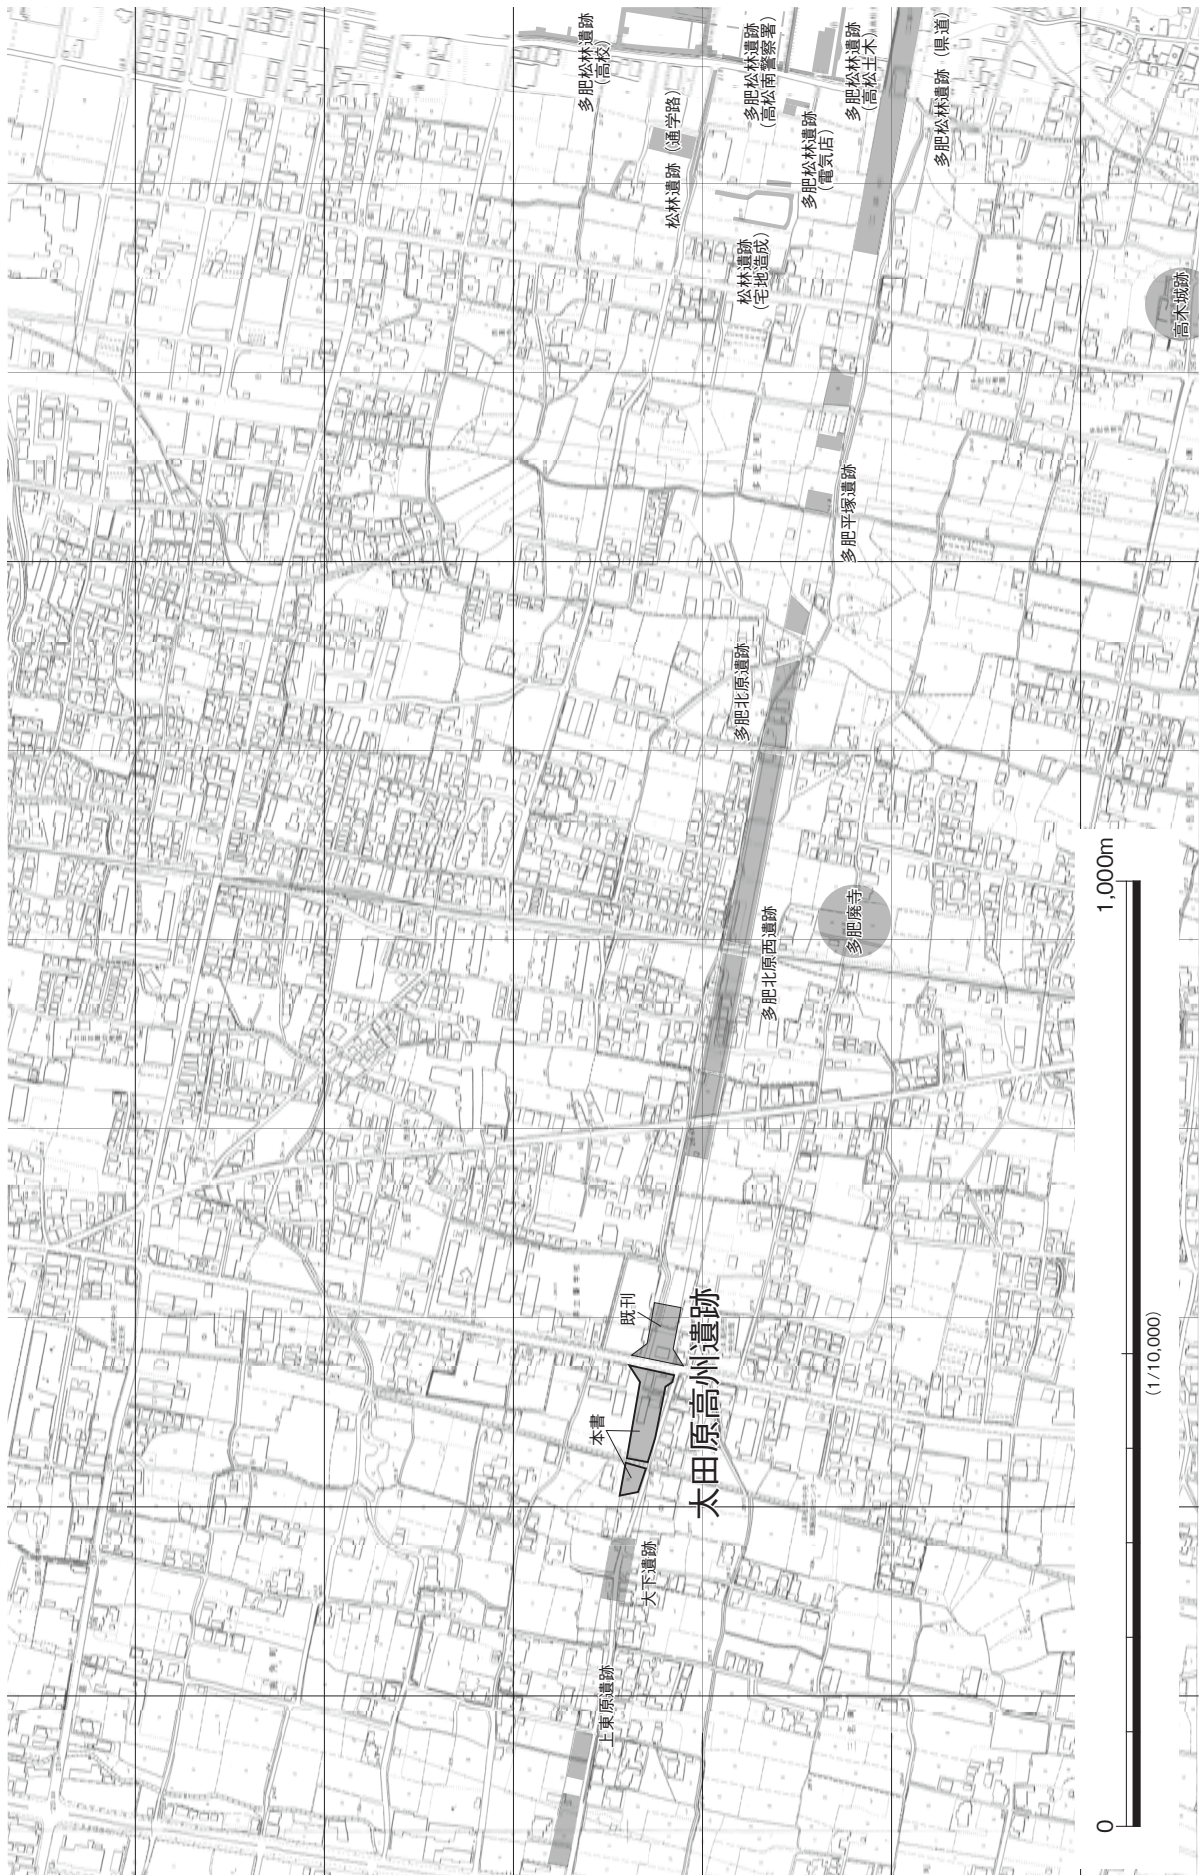 多肥松林遺跡
(高校)
松林遺跡 (通学路)
多肥松林遺跡
(高松南警察署)
多肥松林遺跡
(電気店)
多肥松林遺跡
(高松土木)
多肥松林遺跡 (県道)
松林遺跡
(宅地造成)
高木城跡
多肥平塚遺跡
多肥北原遺跡
多肥北原西遺跡
多肥廃寺
既刊
本書
太田原高州遺跡
大下遺跡
上東原遺跡
0
1,000m
(1/10,000)